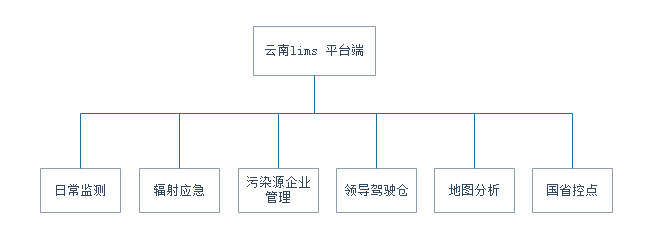 云南lims 平台端
日常监测
辐射应急
污染源企业
管理
领导驾驶仓
地图分析
国省控点